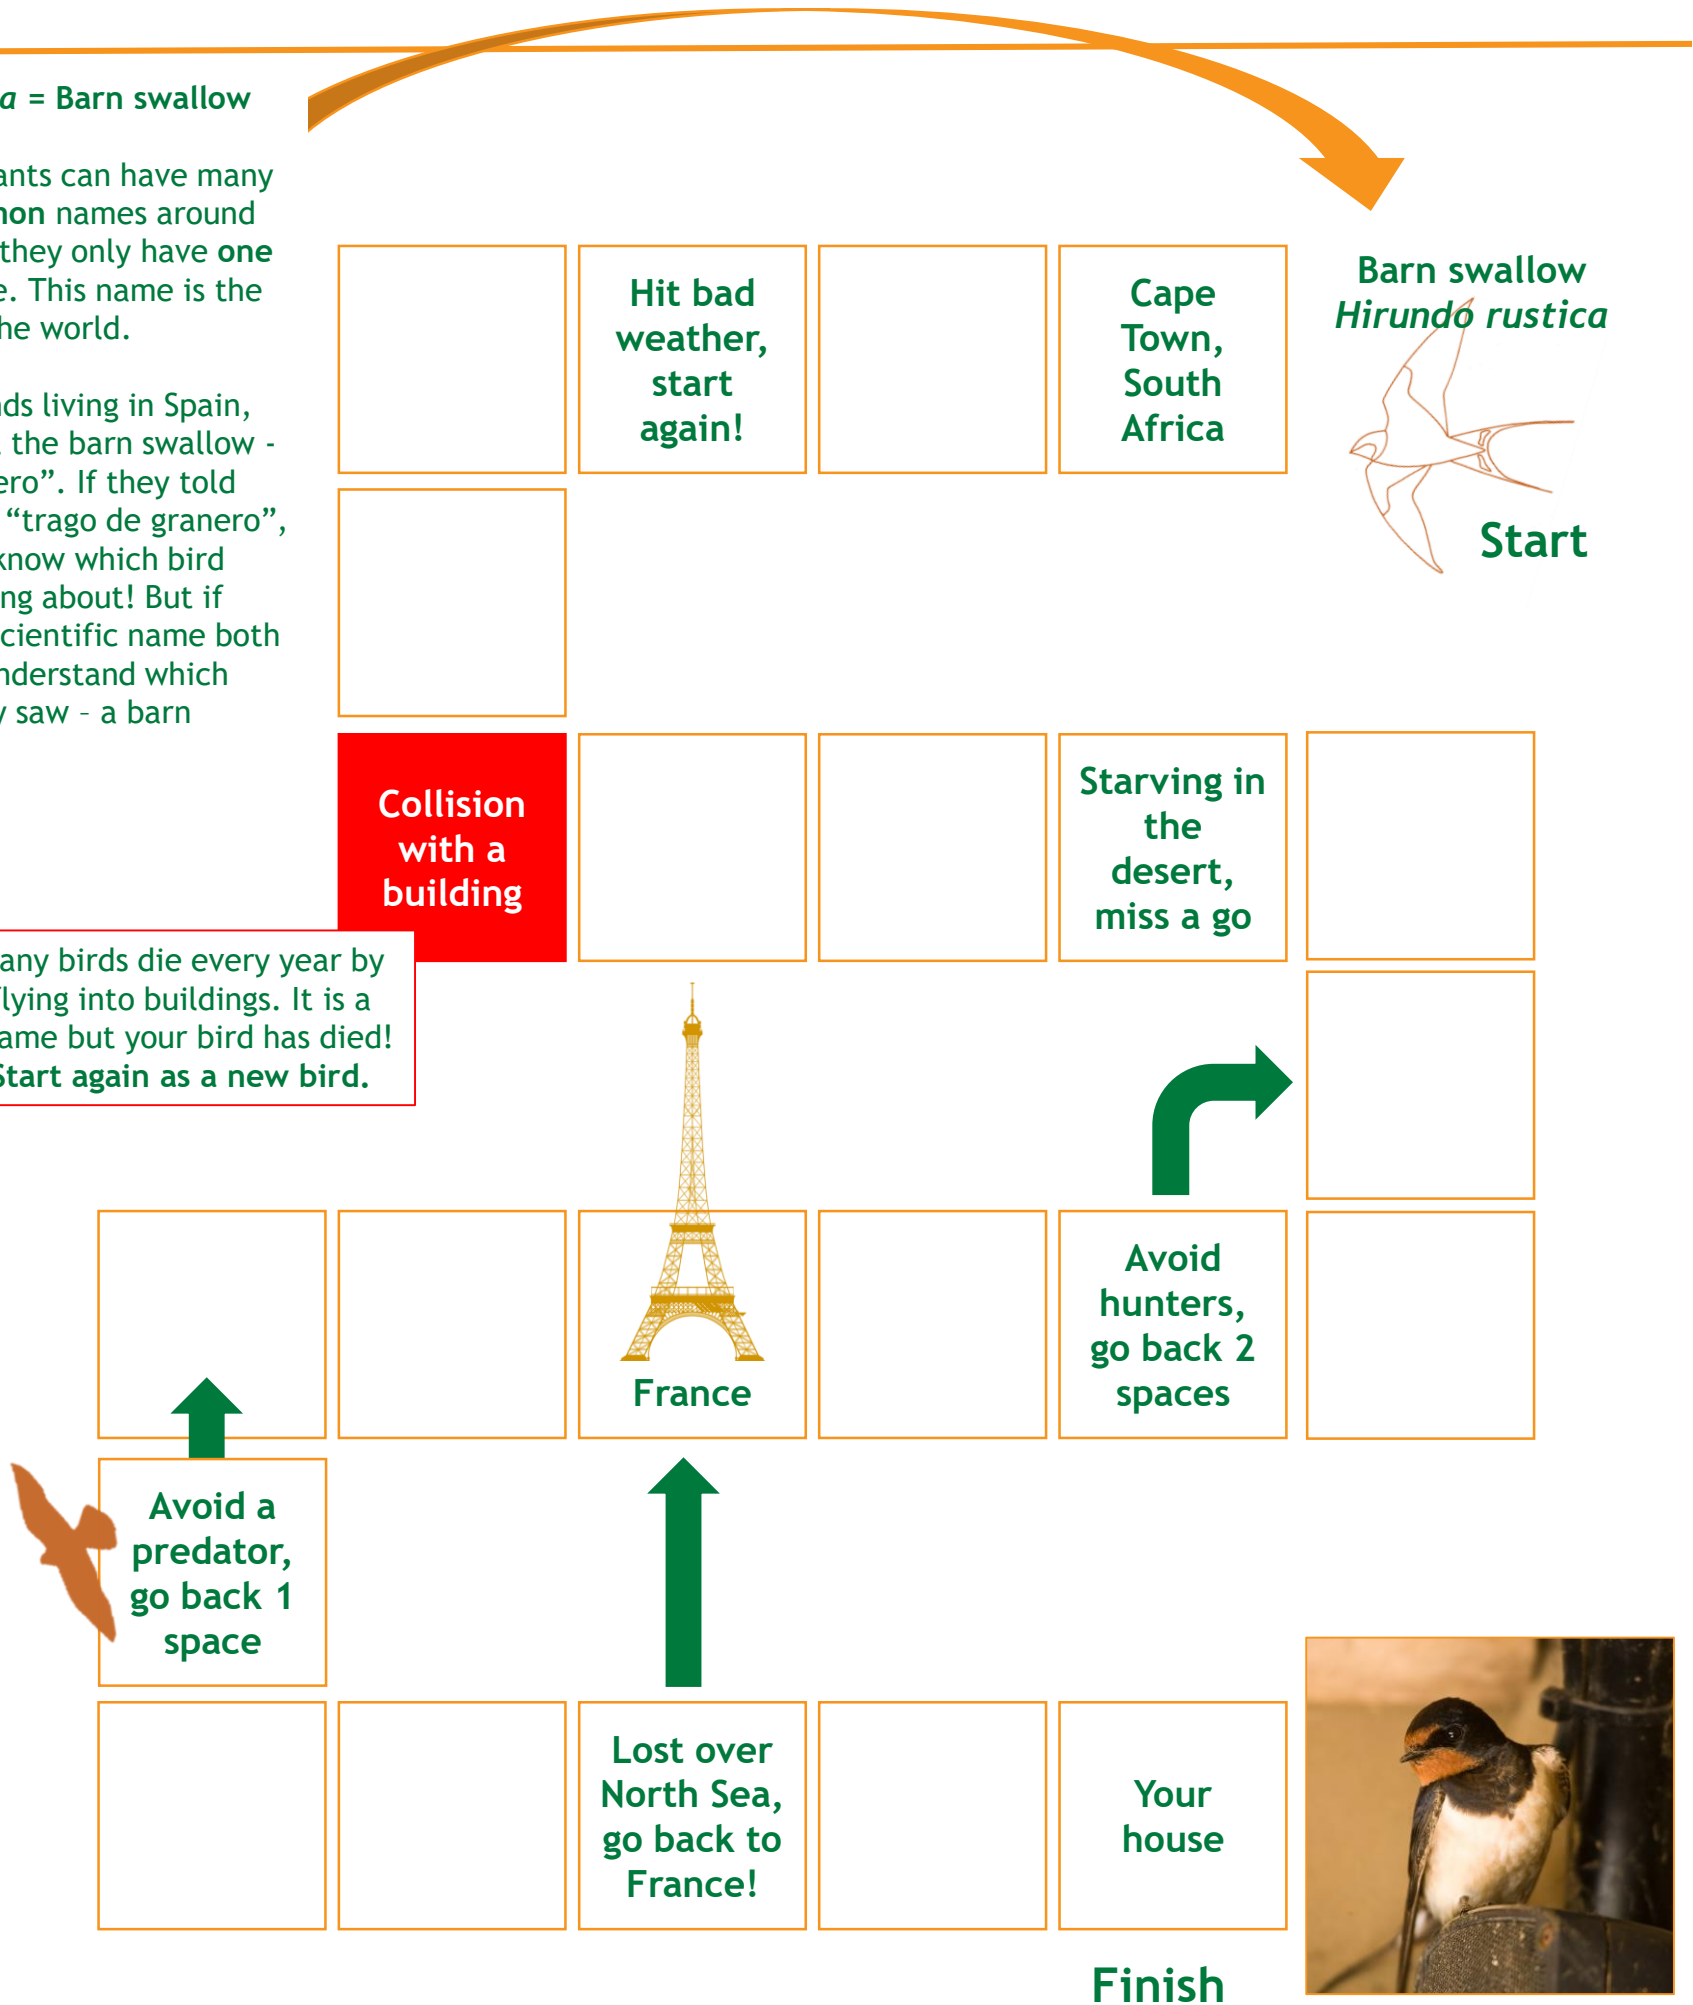 a = Barn swallow
ants can have many
non names around
they only have one
e. This name is the
he world.
nds living in Spain,
the barn swallow -
ero”. If they told
“trago de granero”,
know which bird
ng about! But if
cientific name both
nderstand which
y saw – a barn
Barn swallow
Hirundo rustica
Start
Cape
Town,
South
Africa
Hit bad
weather,
start
again!
Collision
with a
building
any birds die every year by
lying into buildings. It is a
ame but your bird has died!
Start again as a new bird.
Starving in
the
desert,
miss a go
Avoid
hunters,
go back 2
spaces
France
Avoid a
predator,
go back 1
space
Lost over
North Sea,
go back to
France!
Your
house
Finish